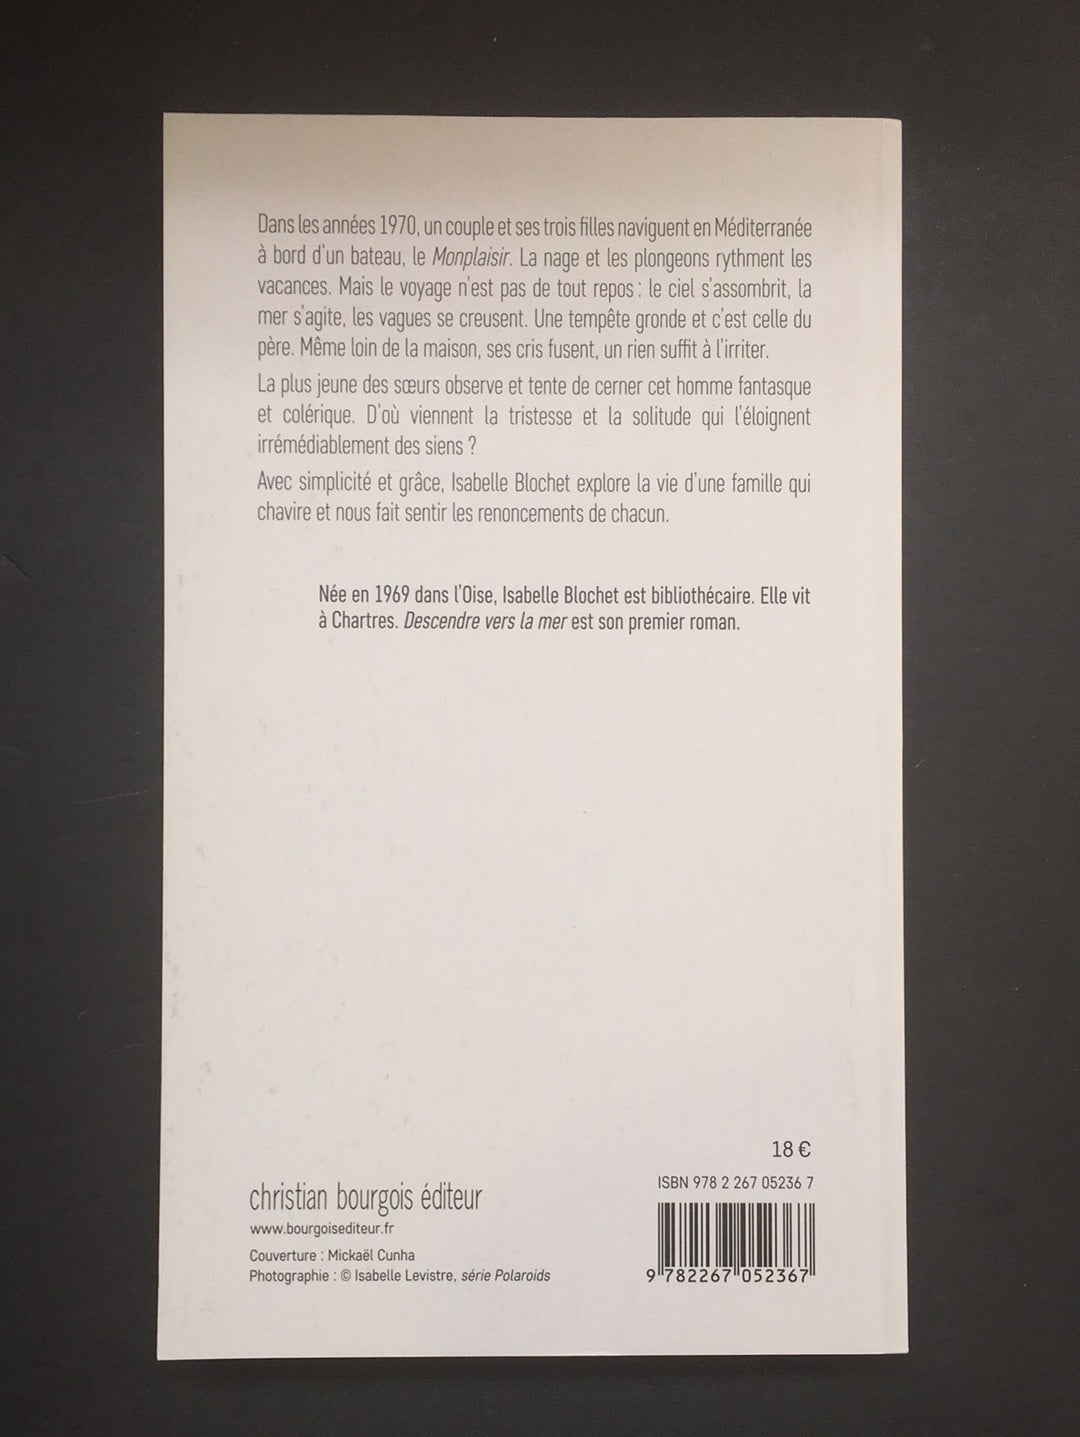 Dans les années 1970, un couple et ses trois filles naviguent en Méditerranée
à bord d'un bateau, le Monplaisir. La nage et les plongeons rythment les
vacances. Mais le voyage n'est pas de tout repos : le ciel s'assombrit, la
mer s'agite, les vagues se creusent. Une tempête gronde et c'est celle du
père. Même loin de la maison, ses cris fusent, un rien suffit à l'irriter.
La plus jeune des sœurs observe et tente de cerner cet homme fantasque
et colérique. D'où viennent la tristesse et la solitude qui l'éloignent
irrémédiablement des siens ?
Avec simplicité et grâce, Isabelle Blochet explore la vie d'une famille qui
chavire et nous fait sentir les renoncements de chacun.
Née en 1969 dans l'Oise, Isabelle Blochet est bibliothécaire. Elle vit
à Chartres. Descendre vers la mer est son premier roman.
18 €
ISBN 978 2 267 05236 7
9 782267 052367
christian bourgois éditeur
www.bourgoisediteur.fr
Couverture : Mickaël Cunha
Photographie : © Isabelle Levistre, série Polaroids